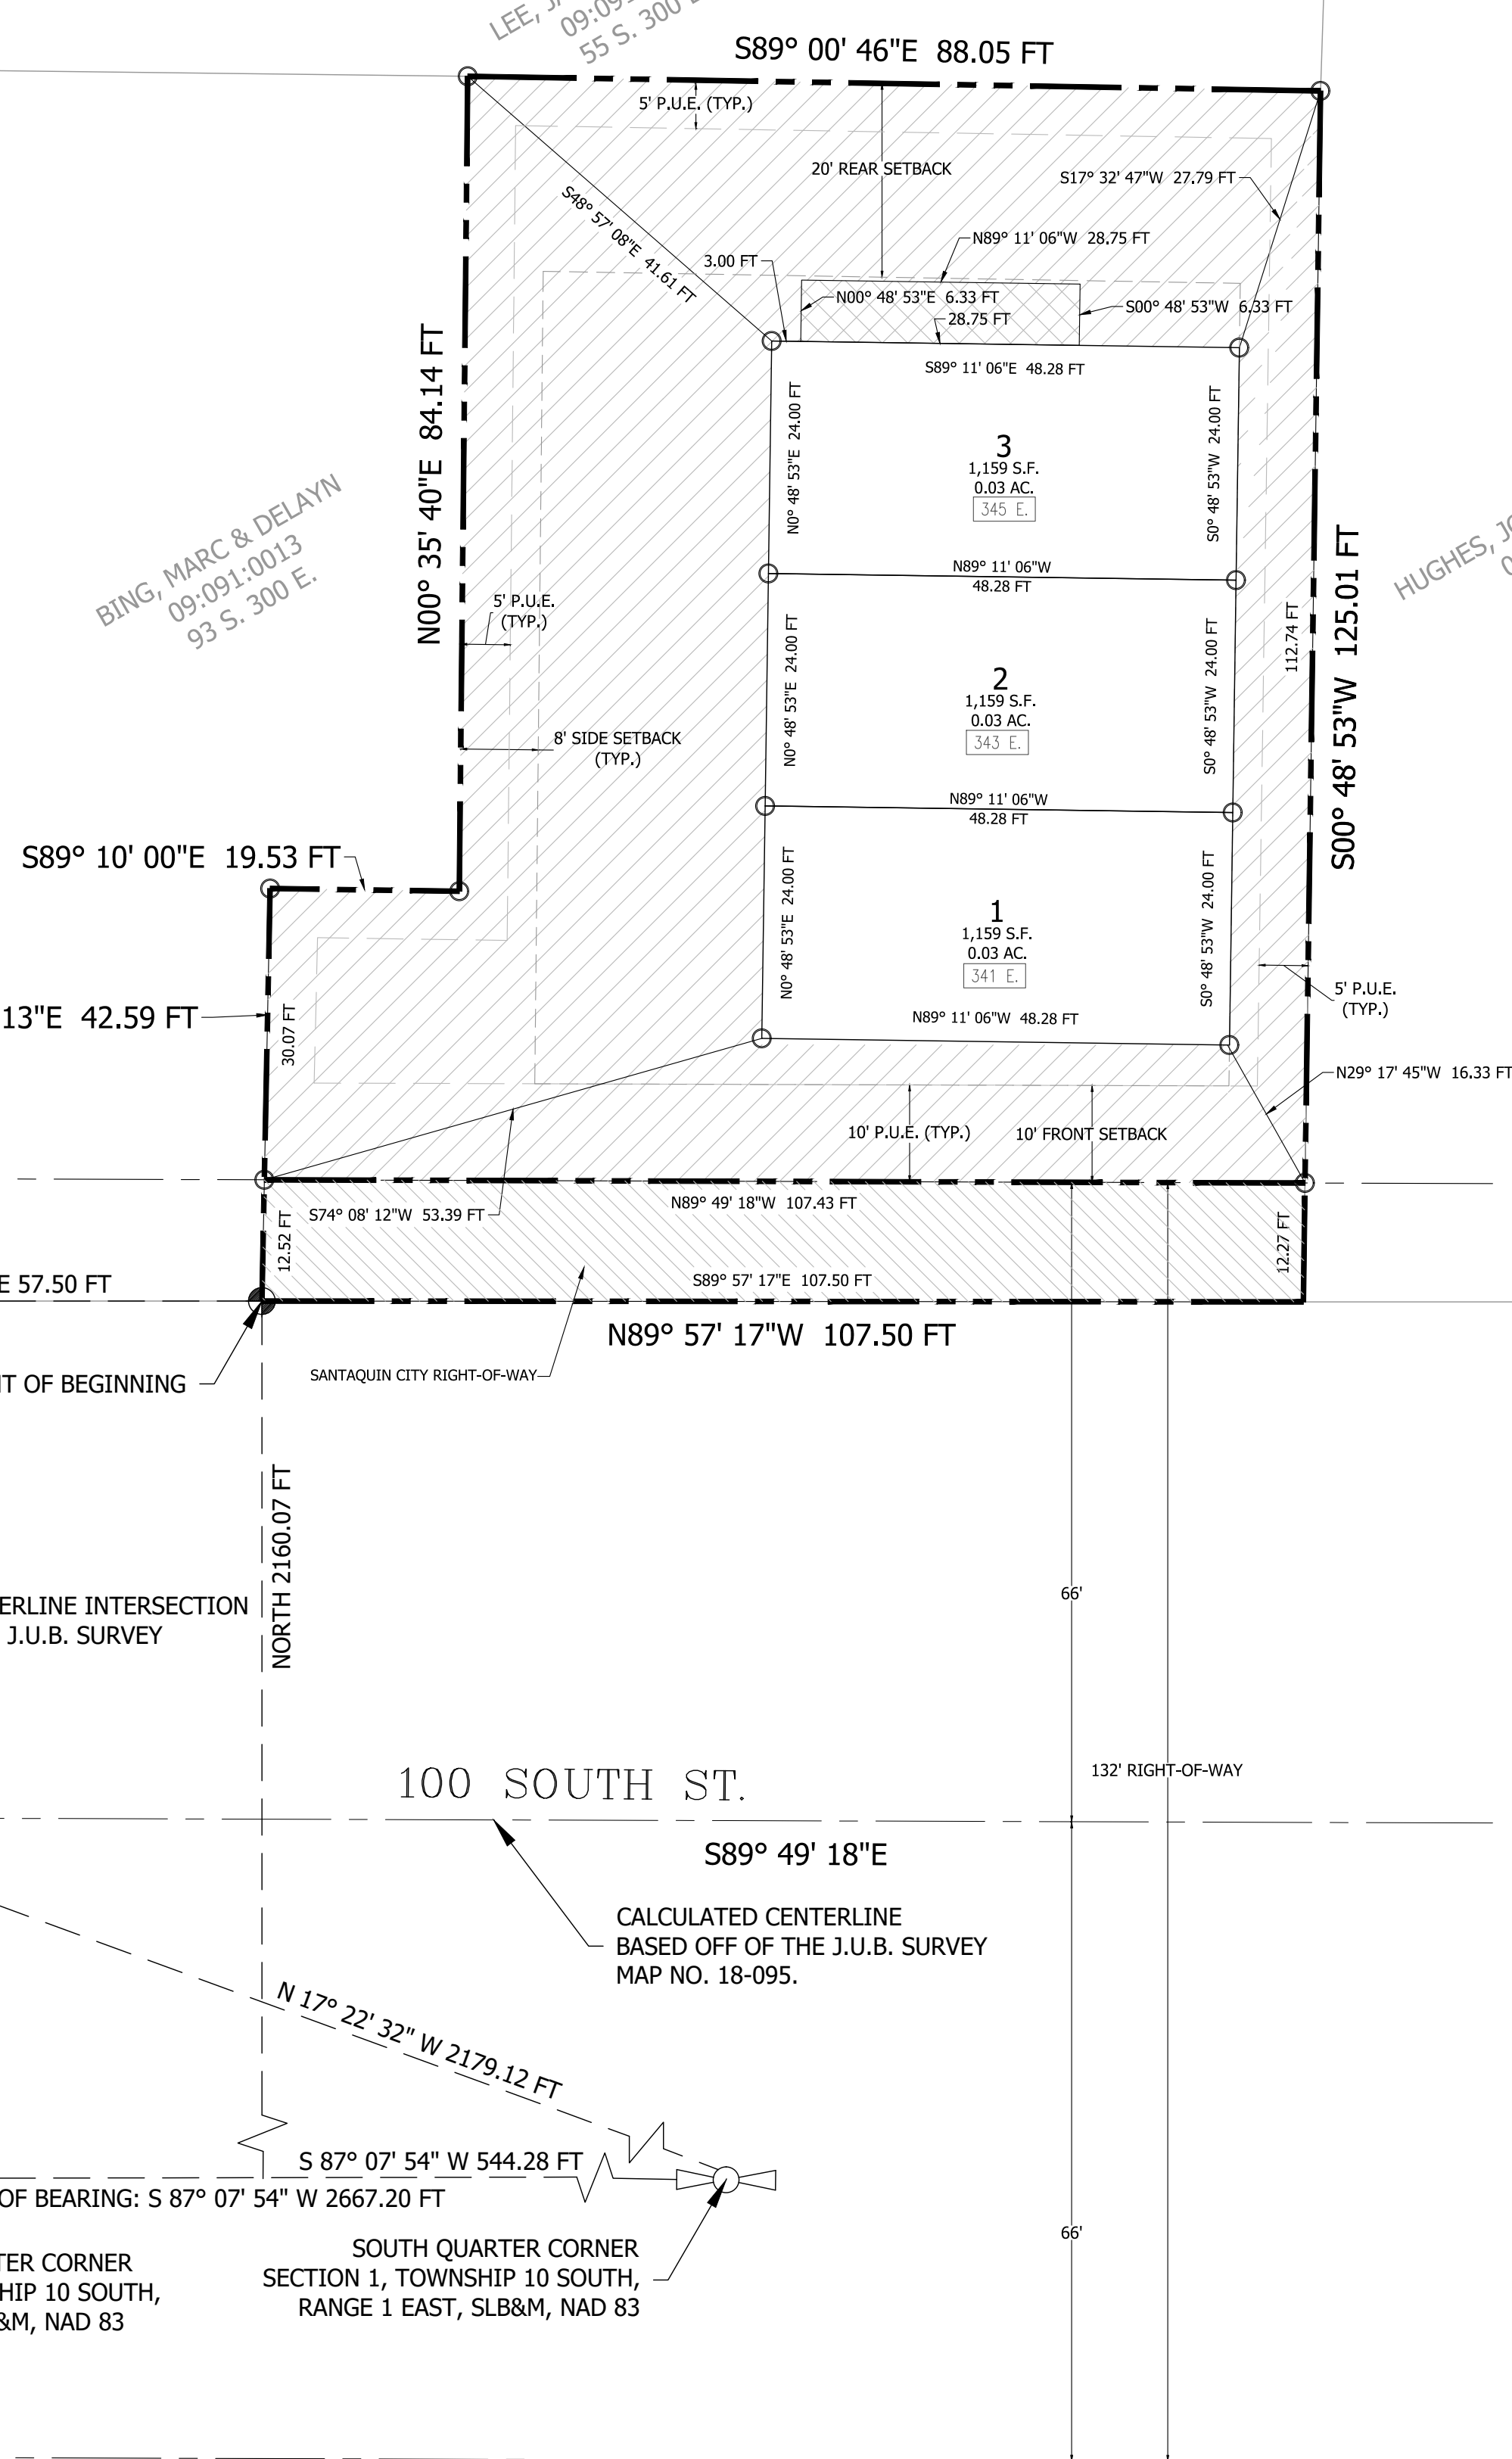 LEE,
09:091
55 S. 300
S89° 00' 46"E 88.05 FT
5' P.U.E. (TYP.)
20' REAR SETBACK
S17° 32' 47"W 27.79 FT
S48° 57' 08"E 41.61 FT
N89° 11' 06"W 28.75 FT
3.00 FT
N00° 48' 53"E 6.33 FT
S00° 48' 53"W 6.33 FT
28.75 FT
S89° 11' 06"E 48.28 FT
N00° 35' 40"E 84.14 FT
N0° 48' 53"E 24.00 FT
S0° 48' 53"W 24.00 FT
3
1,159 S.F.
0.03 AC.
345 E.
BING, MARC & DELAYN
09:091:0013
93 S. 300 E.
HUGHES,
N89° 11' 06"W
48.28 FT
5' P.U.E.
(TYP.)
112.74 FT
S00° 48' 53"W 125.01 FT
N0° 48' 53"E 24.00 FT
S0° 48' 53"W 24.00 FT
2
1,159 S.F.
0.03 AC.
343 E.
8' SIDE SETBACK
(TYP.)
N89° 11' 06"W
48.28 FT
S89° 10' 00"E 19.53 FT
N0° 48' 53"E 24.00 FT
S0° 48' 53"W 24.00 FT
1
1,159 S.F.
0.03 AC.
341 E.
5' P.U.E.
(TYP.)
13"E 42.59 FT
30.07 FT
N89° 11' 06"W 48.28 FT
N29° 17' 45"W 16.33 FT
10' P.U.E. (TYP.)
10' FRONT SETBACK
N89° 49' 18"W 107.43 FT
S74° 08' 12"W 53.39 FT
12.52 FT
12.27 FT
E 57.50 FT
S89° 57' 17"E 107.50 FT
N89° 57' 17"W 107.50 FT
SANTAQUIN CITY RIGHT-OF-WAY
T OF BEGINNING
NORTH 2160.07 FT
66'
ERLINE INTERSECTION
J.U.B. SURVEY
132' RIGHT-OF-WAY
100 SOUTH ST.
S89° 49' 18"E
CALCULATED CENTERLINE
BASED OFF OF THE J.U.B. SURVEY
MAP NO. 18-095.
N 17° 22' 32" W 2179.12 FT
S 87° 07' 54" W 544.28 FT
OF BEARING: S 87° 07' 54" W 2667.20 FT
66'
TER CORNER
HIP 10 SOUTH,
&M, NAD 83
SOUTH QUARTER CORNER
SECTION 1, TOWNSHIP 10 SOUTH,
RANGE 1 EAST, SLB&M, NAD 83